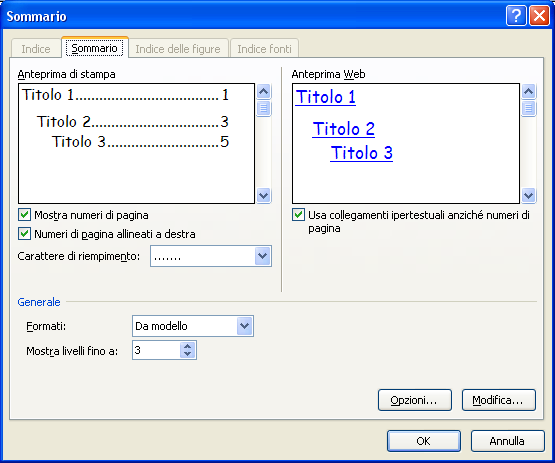 Sommario
Indice
Sommario
Indice delle figure
Indice fonti
Anteprima di stampa
Titolo 1.................................... 1
Titolo 2................................ 3
Titolo 3............................ 5
Mostra numeri di pagina
Numeri di pagina allineati a destra
Carattere di riempimento: .......
Anteprima Web
Titolo 1
Titolo 2
Titolo 3
Usa collegamenti ipertestuali anziché numeri di
pagina
Generale
Formati: Da modello
Mostra livelli fino a: 3
Opzioni...
Modifica...
OK
Annulla